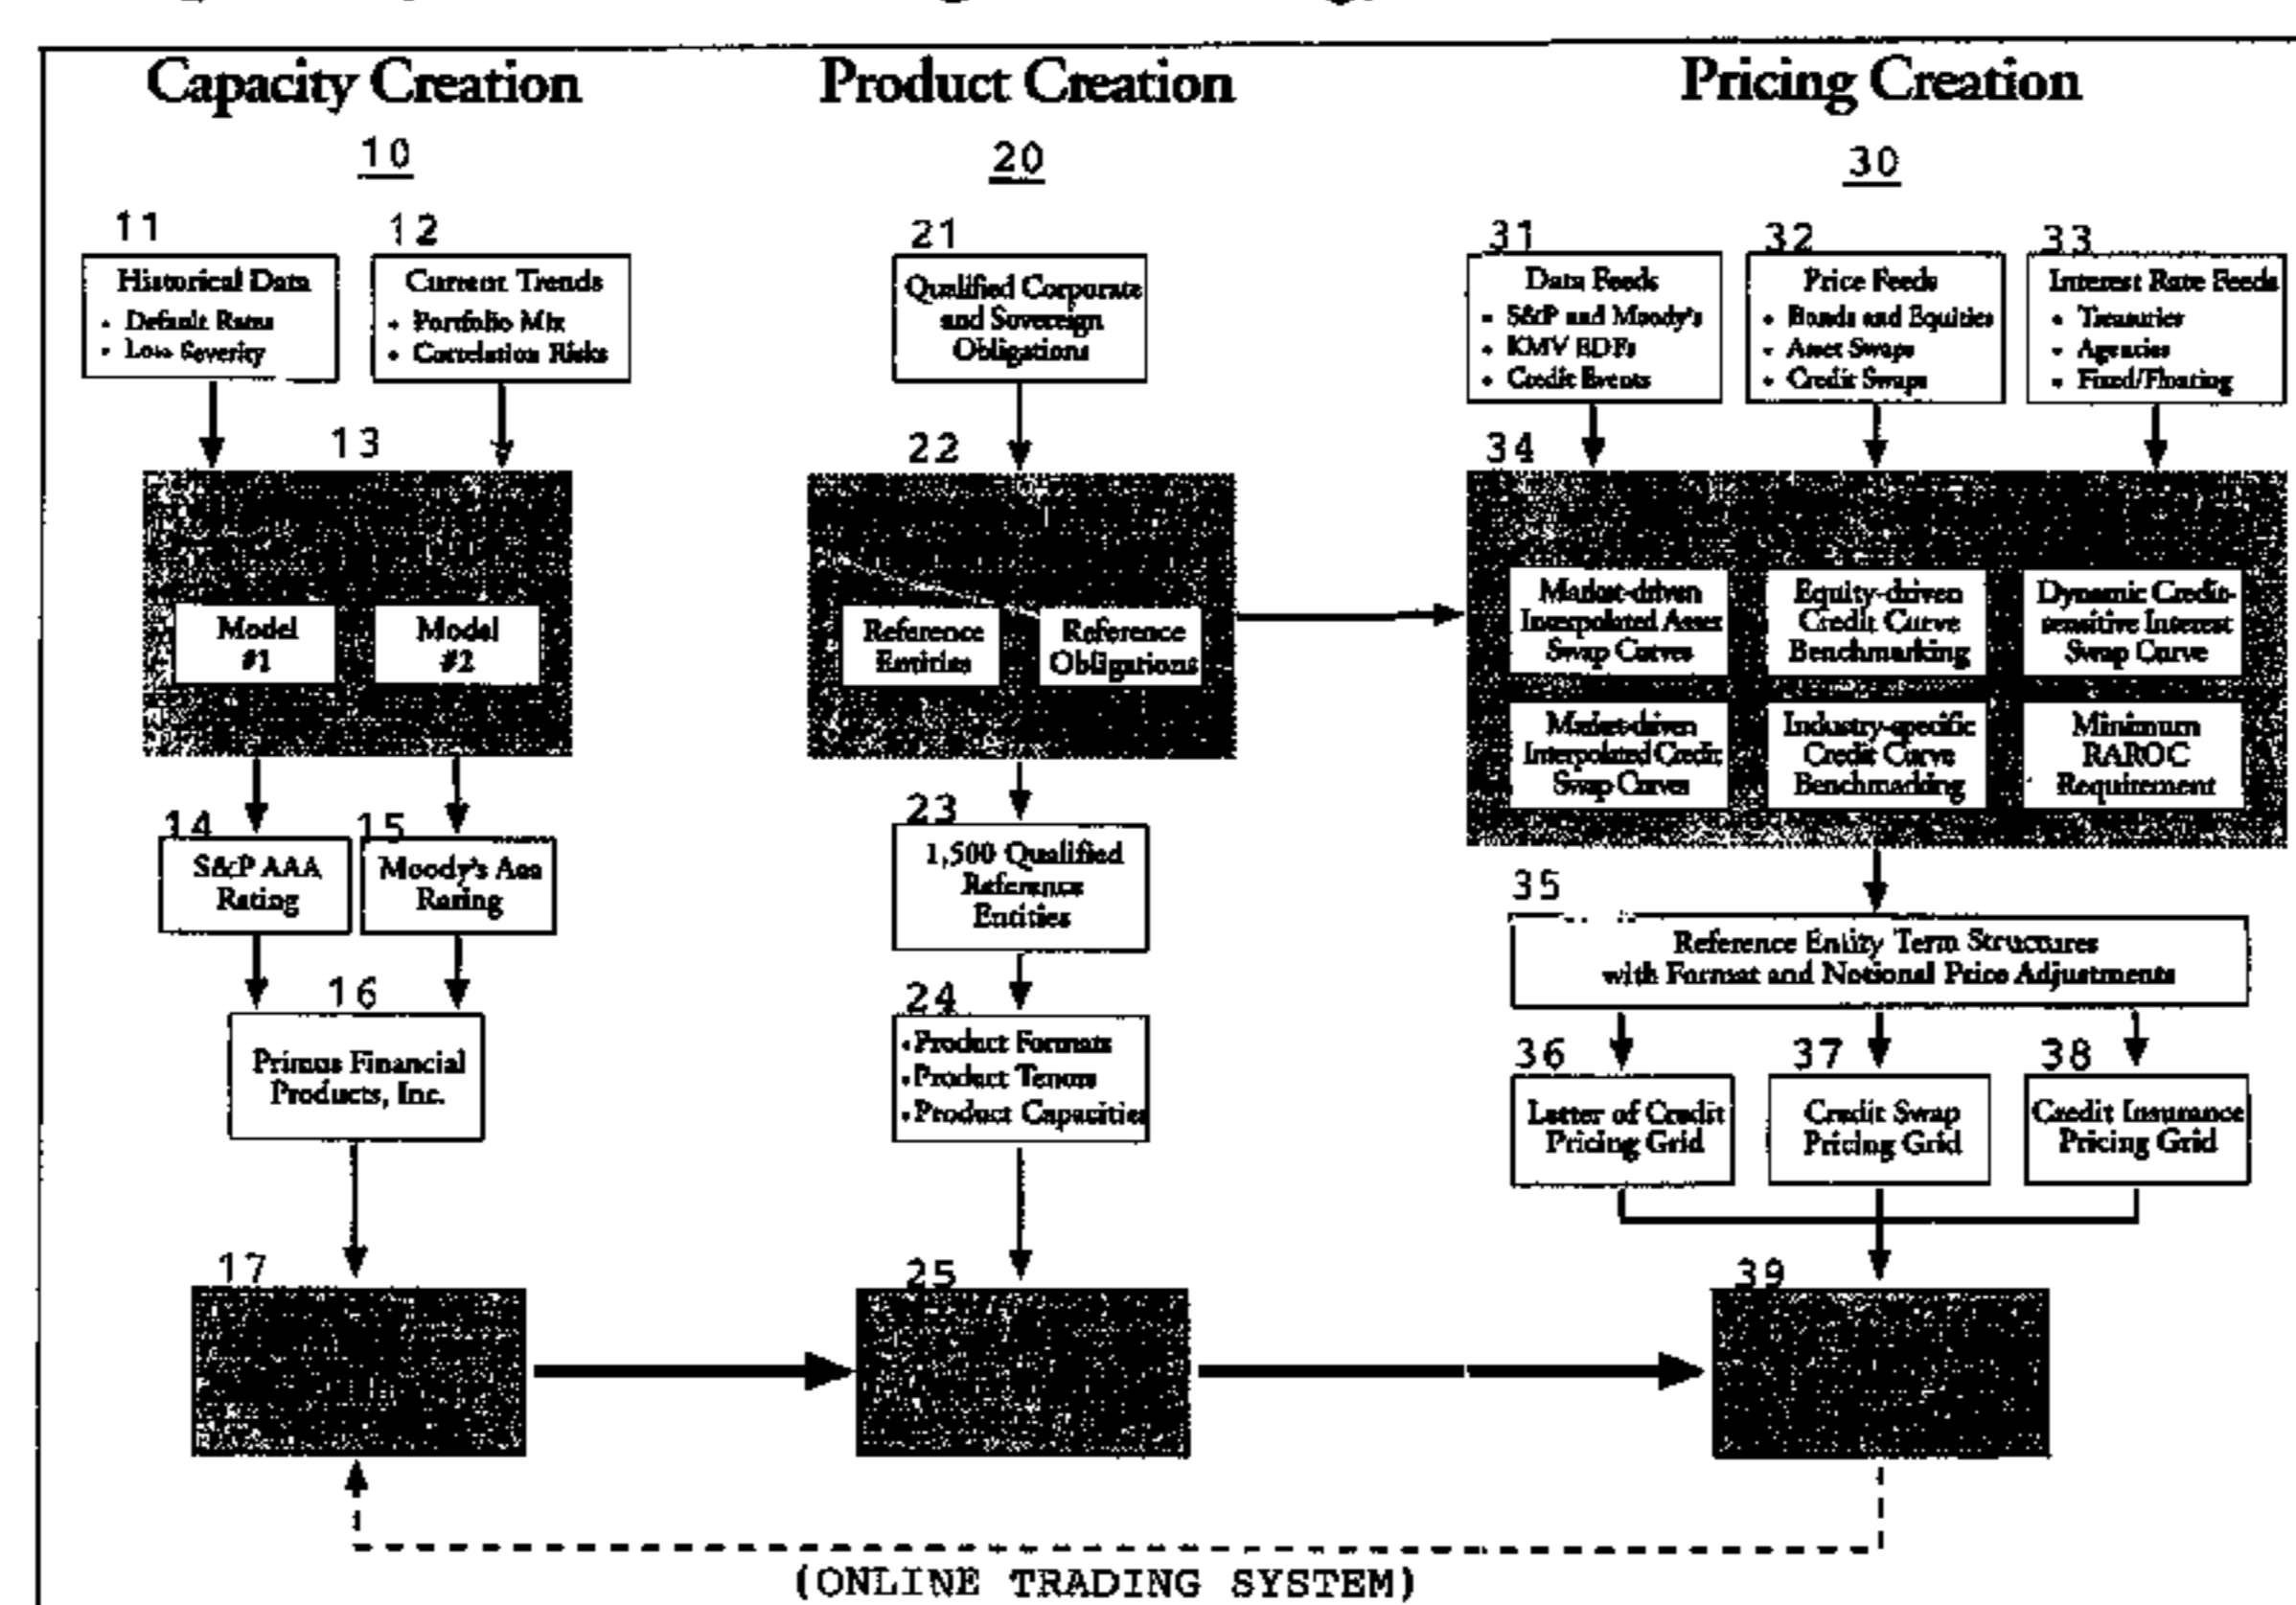 Capacity Creation
10
11
Historical Data
• Default Rates
• Loss Severity
12
Current Trends
• Portfolio Mix
• Correlation Risks
13
Model
#1
Model
#2
14
S&P AAA
Rating
15
Moody's Aaa
Rating
16
Primus Financial
Products, Inc.
17
Product Creation
20
21
Qualified Corporate
and Sovereign
Obligations
22
Reference
Entities
Reference
Obligations
23
1,500 Qualified
Reference
Entities
24
• Product Formats
• Product Tenors
• Product Capacities
25
Pricing Creation
30
31
Data Feeds
• S&P and Moody's
• KMV EDFs
• Credit Events
32
Price Feeds
• Bonds and Equities
• Asset Swaps
• Credit Swaps
33
Interest Rate Feeds
• Treasuries
• Agencies
• Fixed/Floating
34
Market-driven
Interpolated Asset
Swap Curves
Equity-driven
Credit Curve
Benchmarking
Dynamic Credit-
sensitive Interest
Swap Curve
Market-driven
Interpolated Credit
Swap Curves
Industry-specific
Credit Curve
Benchmarking
Minimum
RAROC
Requirement
35
Reference Entity Term Structures
with Format and Notional Price Adjustments
36
Letter of Credit
Pricing Grid
37
Credit Swap
Pricing Grid
38
Credit Insurance
Pricing Grid
39
(ONLINE TRADING SYSTEM)